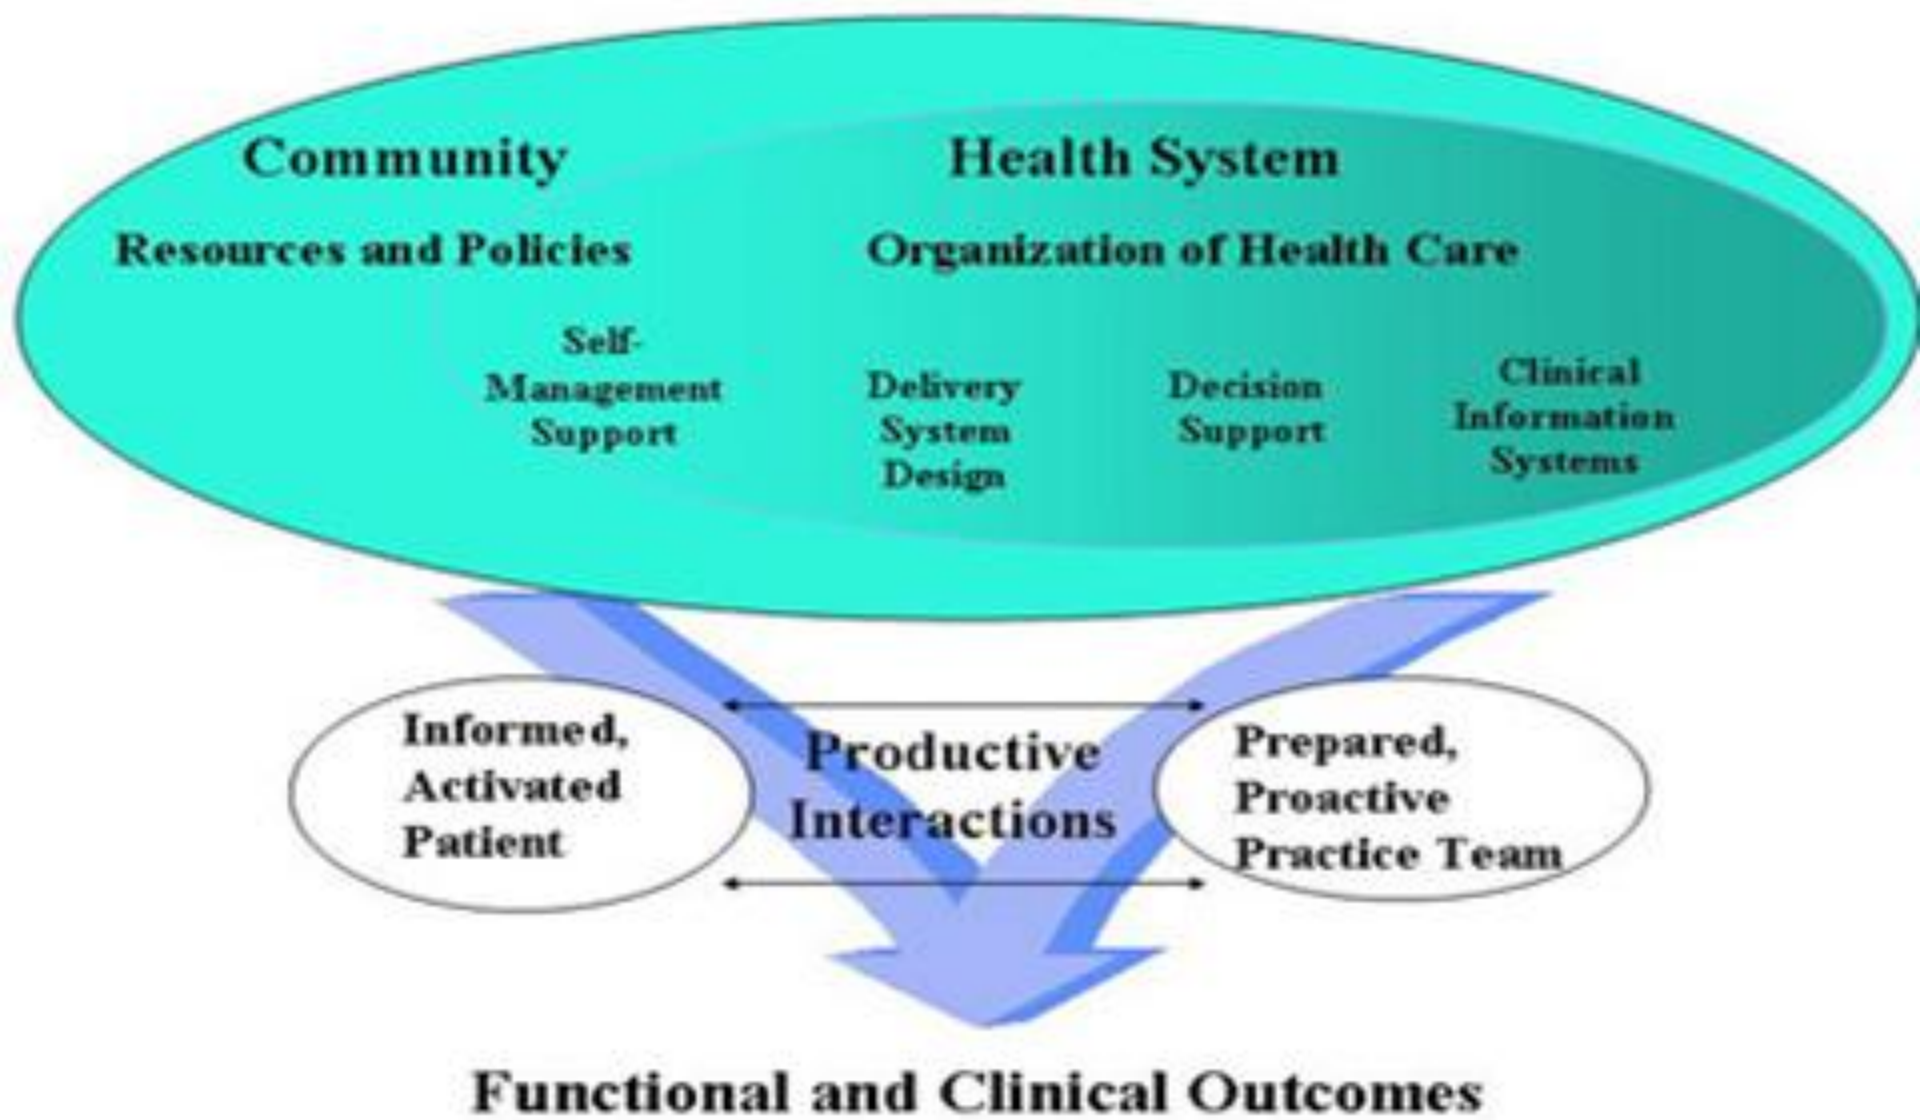 Community
Health System
Resources and Policies
Organization of Health Care
Self-
Management
Support
Delivery
System
Design
Decision
Support
Clinical
Information
Systems
Informed,
Activated
Patient
Productive
Interactions
Prepared,
Proactive
Practice Team
Functional and Clinical Outcomes